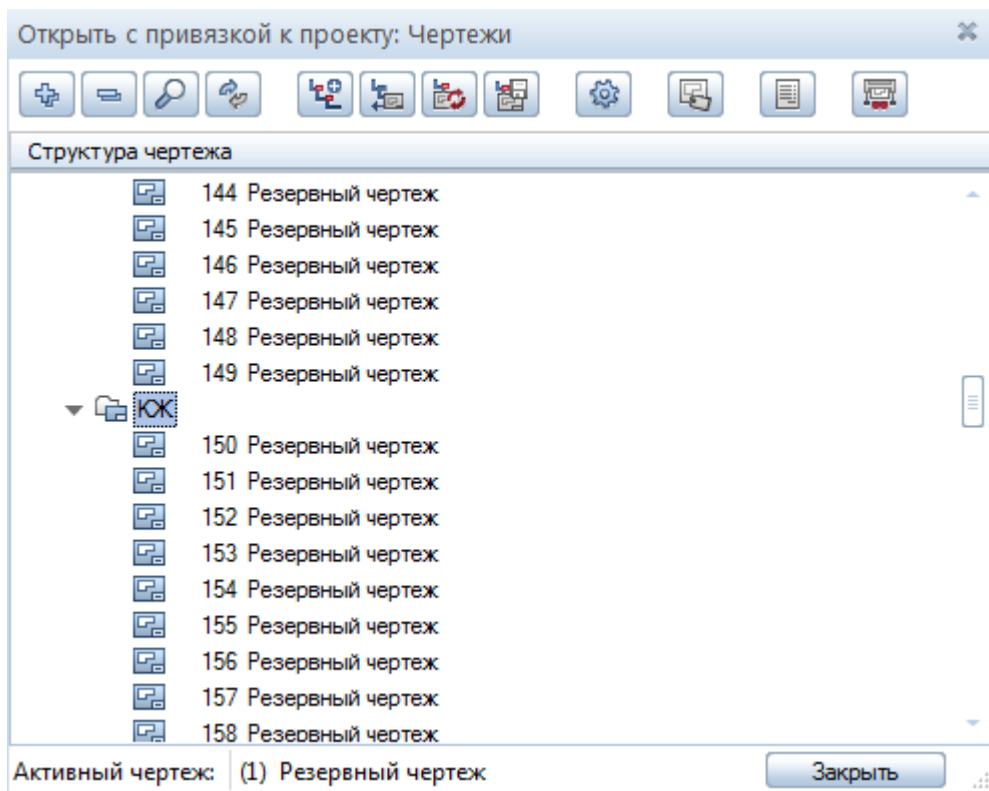 Открыть с привязкой к проекту: Чертежи
Структура чертежа
144 Резервный чертеж
145 Резервный чертеж
146 Резервный чертеж
147 Резервный чертеж
148 Резервный чертеж
149 Резервный чертеж
КЖ
150 Резервный чертеж
151 Резервный чертеж
152 Резервный чертеж
153 Резервный чертеж
154 Резервный чертеж
155 Резервный чертеж
156 Резервный чертеж
157 Резервный чертеж
158 Резервный чертеж
Активный чертеж: (1) Резервный чертеж Закрыть